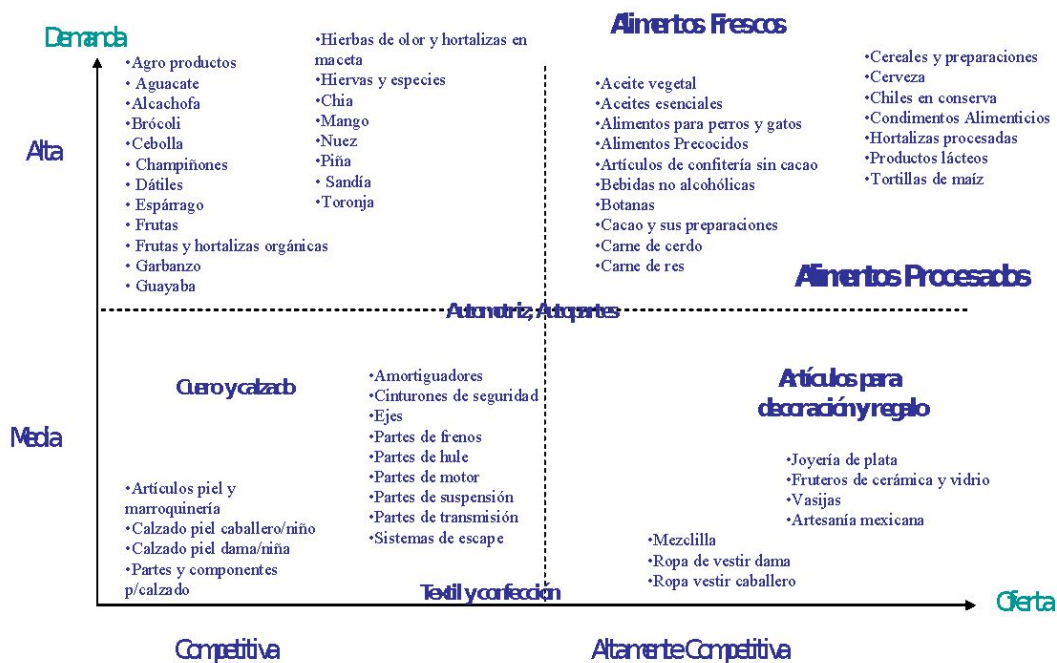 Demanda
Alimentos Frescos
•Agro productos
• Aguacate
•Alcachofa
•Brócoli
•Cebolla
• Champiñones
• Dátiles
• Espárrago
• Frutas
• Frutas y hortalizas orgánicas
• Garbanzo
• Guayaba
•Hierbas de olor y hortalizas en
maceta
•Hiervas y especies
•Chia
•Mango
•Nuez
•Piña
• Sandía
•Toronja
•Aceite vegetal
•Aceites esenciales
•Alimentos para perros y gatos
•Alimentos Precocidos
•Artículos de confitería sin cacao
•Bebidas no alcohólicas
•Botanas
•Cacao y sus preparaciones
•Carne de cerdo
•Carne de res
•Cereales y preparaciones
•Cerveza
•Chiles en conserva
•Condimentos Alimenticios
•Hortalizas procesadas
•Productos lácteos
•Tortillas de maíz
Alta
Alimentos Procesados
Automotriz, Autopartes
Cuero y calzado
•Amortiguadores
•Cinturones de seguridad
•Ejes
•Partes de frenos
•Partes de hule
•Partes de motor
•Partes de suspensión
•Partes de transmisión
•Sistemas de escape
Artículos para
decoración y regalo
Media
•Joyería de plata
•Fruteros de cerámica y vidrio
•Vasijas
•Artesanía mexicana
•Artículos piel y
marroquinería
•Calzado piel caballero/niño
•Calzado piel dama/niña
•Partes y componentes
p/calzado
•Mezclilla
•Ropa de vestir dama
•Ropa vestir caballero
Textil y confección
Oferta
Competitiva
Altamente Competitiva